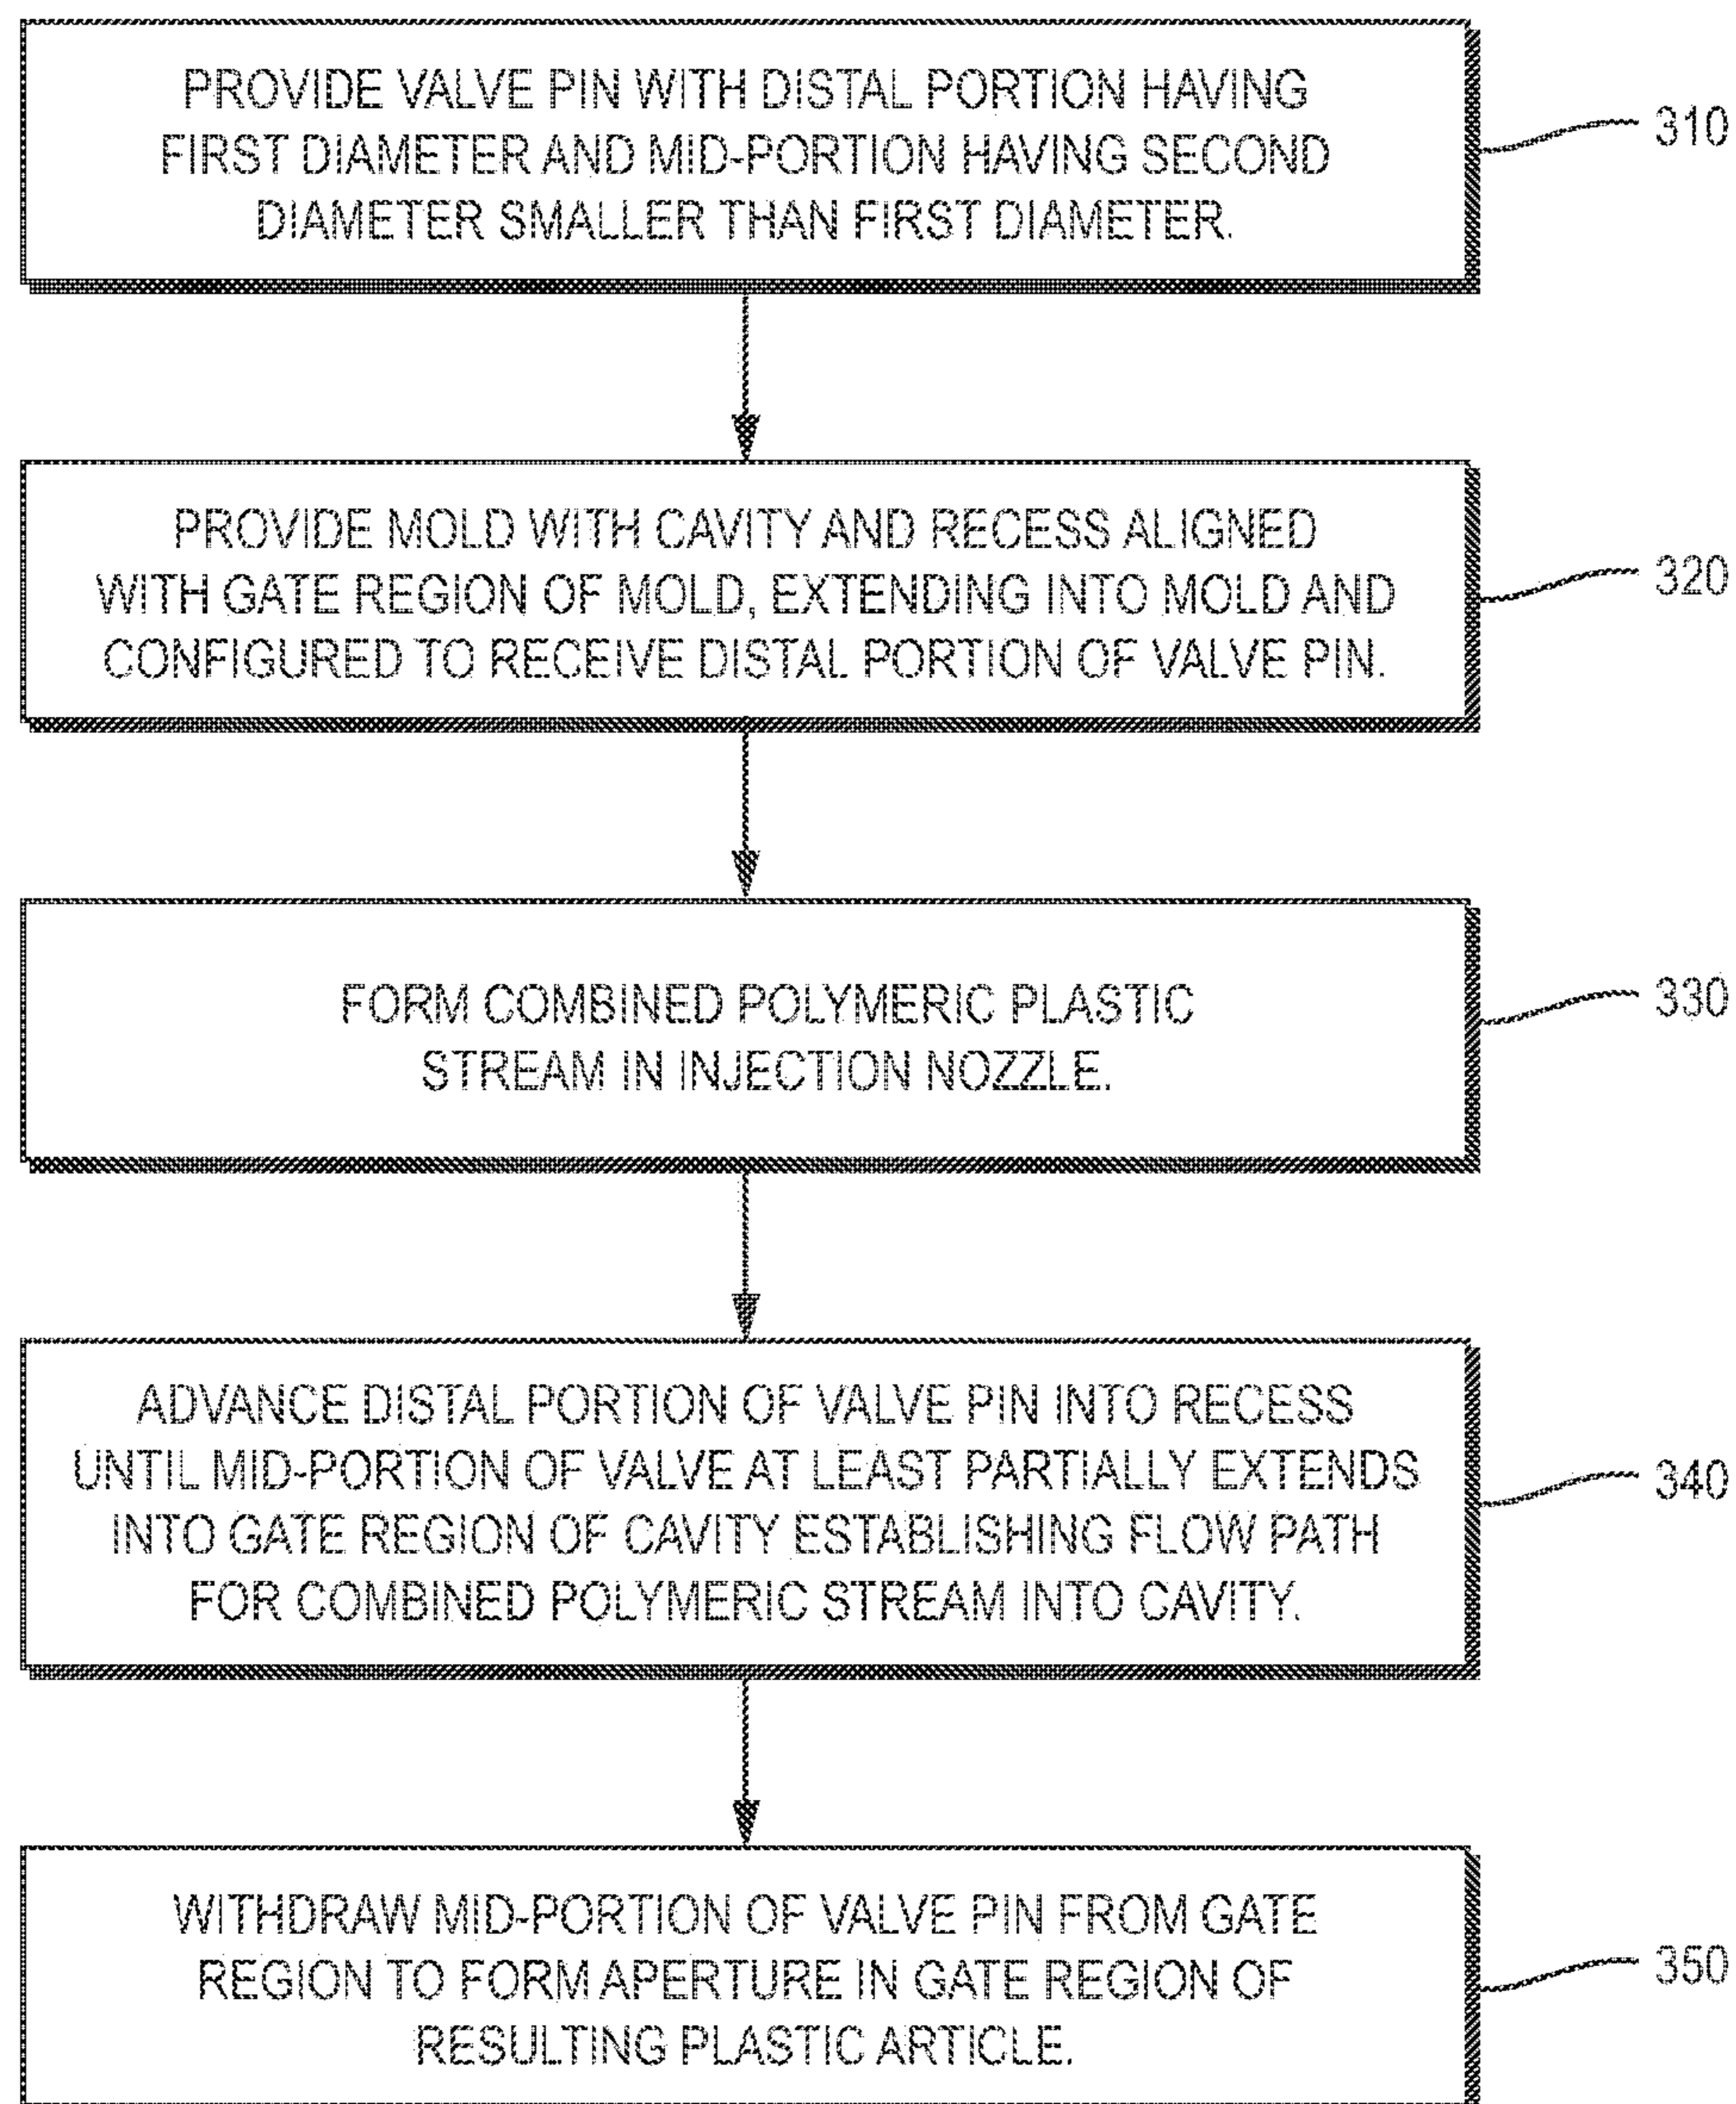 PROVIDE VALVE PIN WITH DISTAL PORTION HAVING
FIRST DIAMETER AND MID-PORTION HAVING SECOND
DIAMETER SMALLER THAN FIRST DIAMETER.
310
PROVIDE MOLD WITH CAVITY AND RECESS ALIGNED
WITH GATE REGION OF MOLD, EXTENDING INTO MOLD AND
CONFIGURED TO RECEIVE DISTAL PORTION OF VALVE PIN.
320
FORM COMBINED POLYMERIC PLASTIC
STREAM IN INJECTION NOZZLE.
330
ADVANCE DISTAL PORTION OF VALVE PIN INTO RECESS
UNTIL MID-PORTION OF VALVE AT LEAST PARTIALLY EXTENDS
INTO GATE REGION OF CAVITY ESTABLISHING FLOW PATH
FOR COMBINED POLYMERIC STREAM INTO CAVITY.
340
WITHDRAW MID-PORTION OF VALVE PIN FROM GATE
REGION TO FORM APERTURE IN GATE REGION OF
RESULTING PLASTIC ARTICLE.
350